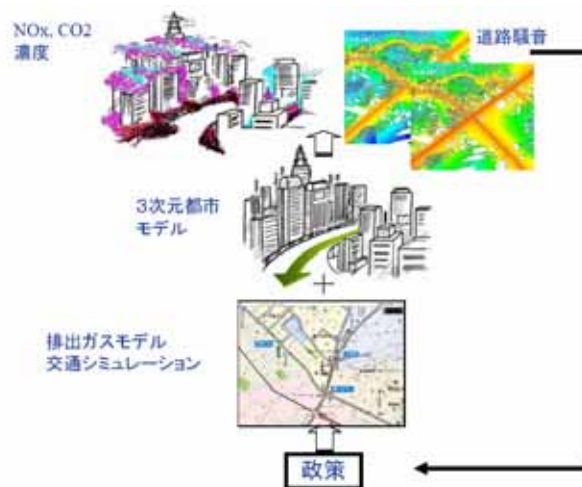 NOx, CO2
濃度
道路騒音
3次元都市
モデル
排出ガスモデル
交通シミュレーション
政策